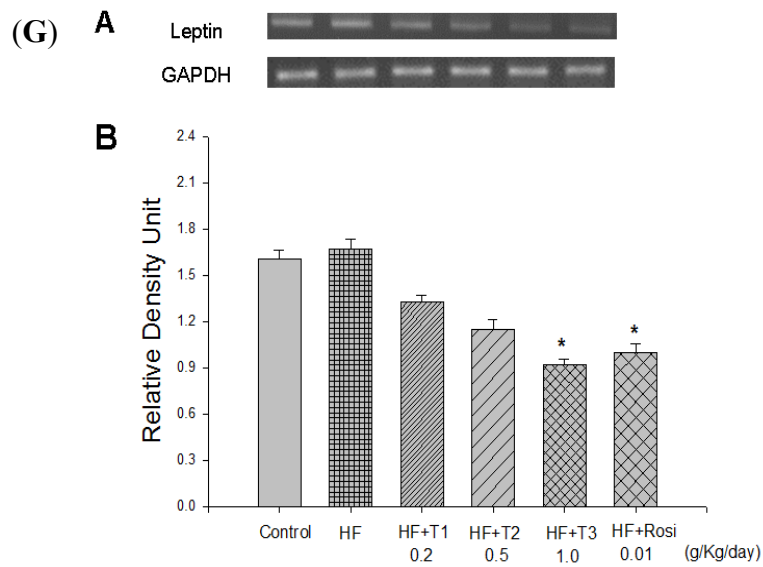 (G) A
Leptin
GAPDH
B
Relative Density Unit
2.4
2.1
1.8
1.5
1.2
0.9
0.6
0.3
0.0
* *
Control HF HF+T1 HF+T2 HF+T3 HF+Rosi
0.2 0.5 1.0 0.01 (g/Kg/day)